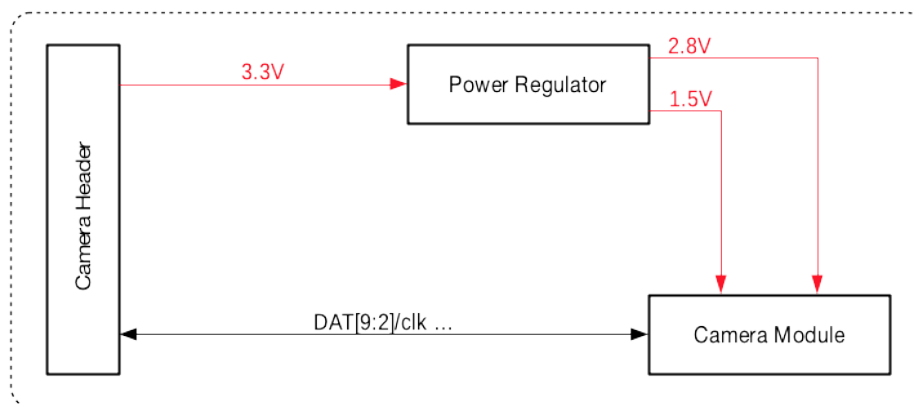 3.3V
Power Regulator
2.8V
1.5V
Camera Header
DAT[9:2]/clk ...
Camera Module